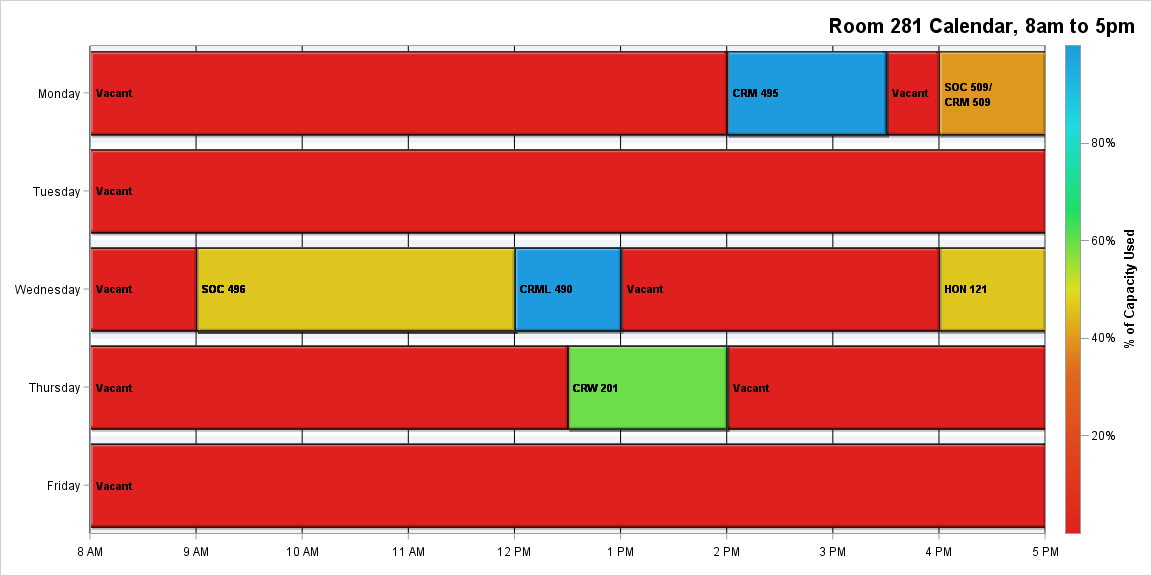 Room 281 Calendar, 8am to 5pm
Monday
Vacant
CRM 495
Vacant
SOC 509/
CRM 509
Tuesday
Vacant
Wednesday
Vacant
SOC 496
CRML 490
Vacant
HON 121
Thursday
Vacant
CRW 201
Vacant
Friday
Vacant
8 AM
9 AM
10 AM
11 AM
12 PM
1 PM
2 PM
3 PM
4 PM
5 PM
80%
60%
40%
20%
% of Capacity Used